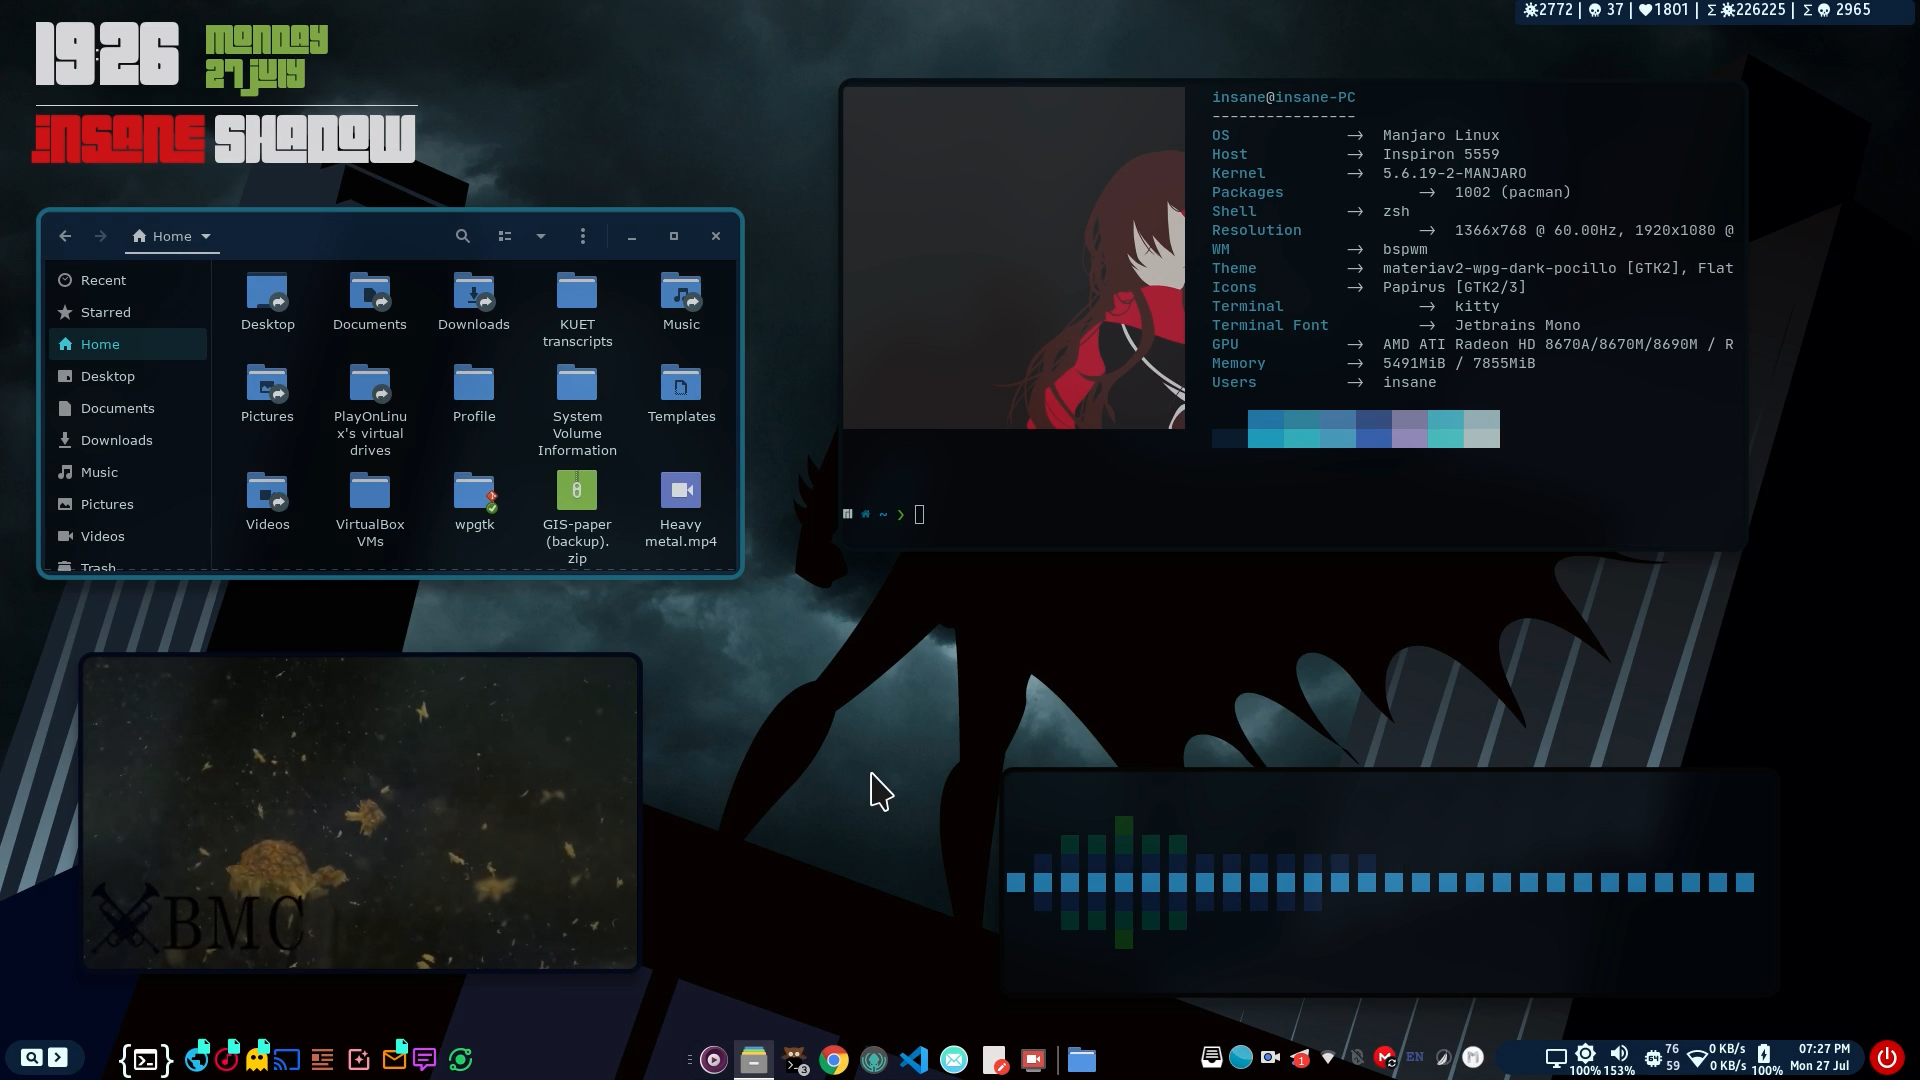 1926
monday
27 july
INSANE SHADOW
2772 | 37 | 1801 | Σ 226225 | Σ 2965
Home
Recent
Starred
Home
Desktop
Documents
Downloads
Music
Pictures
Videos
Trash
Desktop
Documents
Downloads
KUET
transcripts
Music
Pictures
PlayOnLinu
x's virtual
drives
Profile
System
Volume
Information
Templates
Videos
VirtualBox
VMs
wpgtk
GIS-paper
(backup).
zip
Heavy
metal.mp4
insane@insane-PC
----------------
OS → Manjaro Linux
Host → Inspiron 5559
Kernel → 5.6.19-2-MANJARO
Packages → 1002 (pacman)
Shell → zsh
Resolution → 1366x768 @ 60.00Hz, 1920x1080 @
WM → bspwm
Theme → materiav2-wpg-dark-pocillo [GTK2], Flat
Icons → Papirus [GTK2/3]
Terminal → kitty
Terminal Font → Jetbrains Mono
GPU → AMD ATI Radeon HD 8670A/8670M/8690M / R
Memory → 5491MiB / 7855MiB
Users → insane
~ ❯
BMC
3
1
EN
100% 153%
64
76
59
0 KB/s
0 KB/s
100%
07:27 PM
Mon 27 Jul